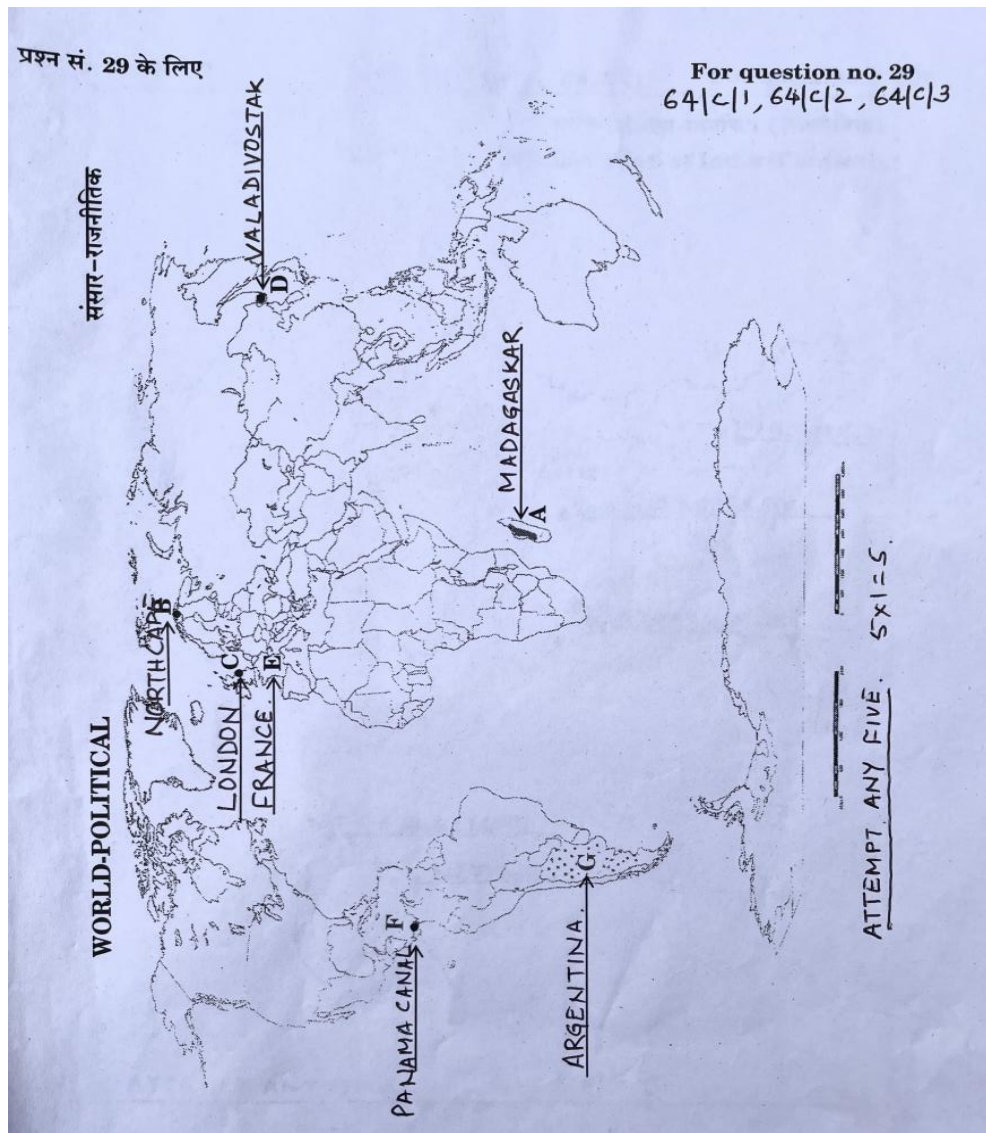 प्रश्न सं. 29 के लिए
For question no. 29
64/C/1, 64/C/2, 64/C/3
संसार-राजनीतिक
WORLD-POLITICAL
VALADIVOSTAK
D
MADAGASKAR
A
NORTHCAPE
B
LONDON
C
FRANCE.
E
PANAMA CANAL
F
ARGENTINA.
G
ATTEMPT ANY FIVE. 5x1=5.